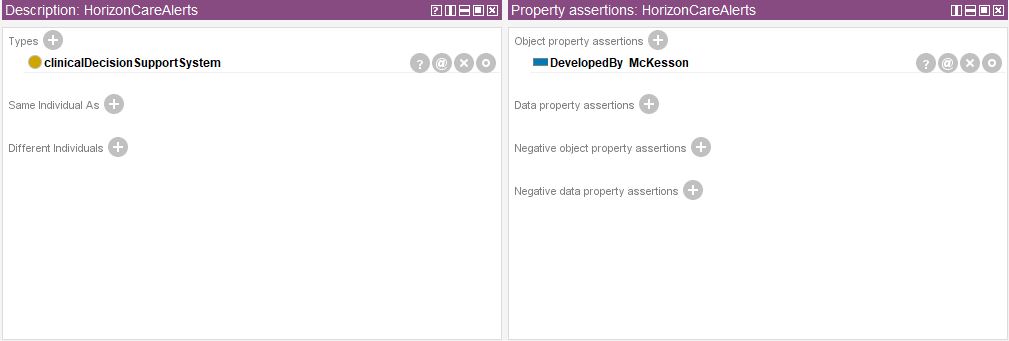 Description: HorizonCareAlerts
Types
clinicalDecisionSupportSystem
Same Individual As
Different Individuals
Property assertions: HorizonCareAlerts
Object property assertions
DevelopedBy McKesson
Data property assertions
Negative object property assertions
Negative data property assertions